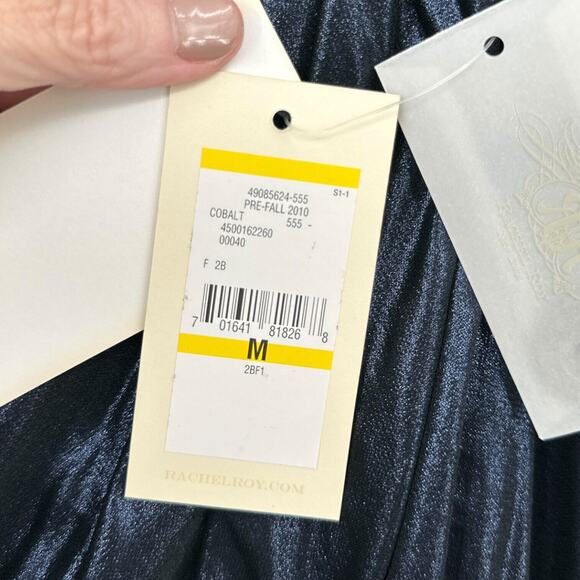 S1-1
49085624-555
PRE-FALL 2010
COBALT 555 -
4500162260
00040
F 2B
7 01641 81826 8
M
2BF1
RACHELROY.COM